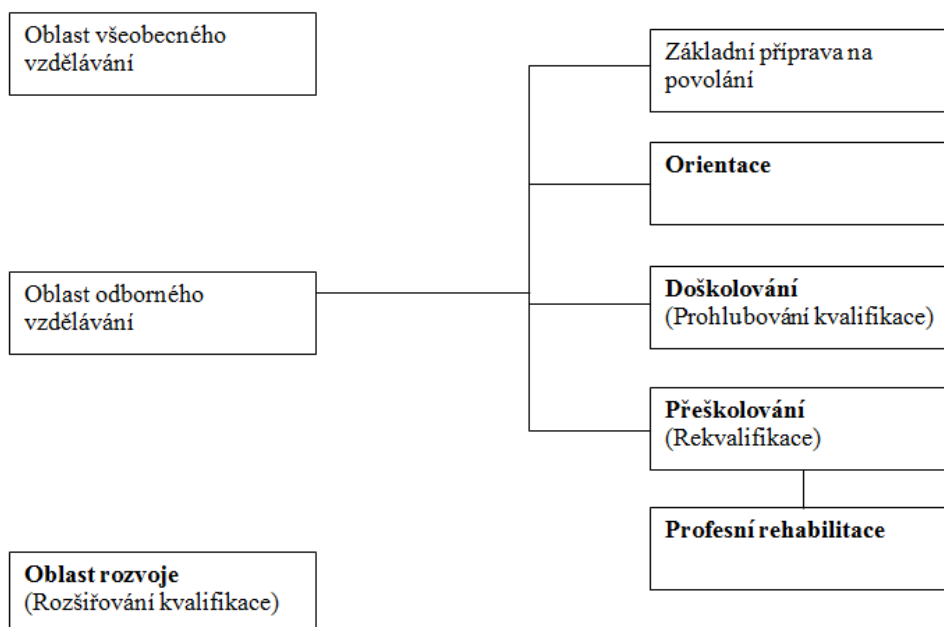 Oblast všeobecného
vzdělávání
Základní příprava na
povolání
Orientace
Oblast odborného
vzdělávání
Doškolování
(Prohlubování kvalifikace)
Přeškolování
(Rekvalifikace)
Profesní rehabilitace
Oblast rozvoje
(Rozšiřování kvalifikace)